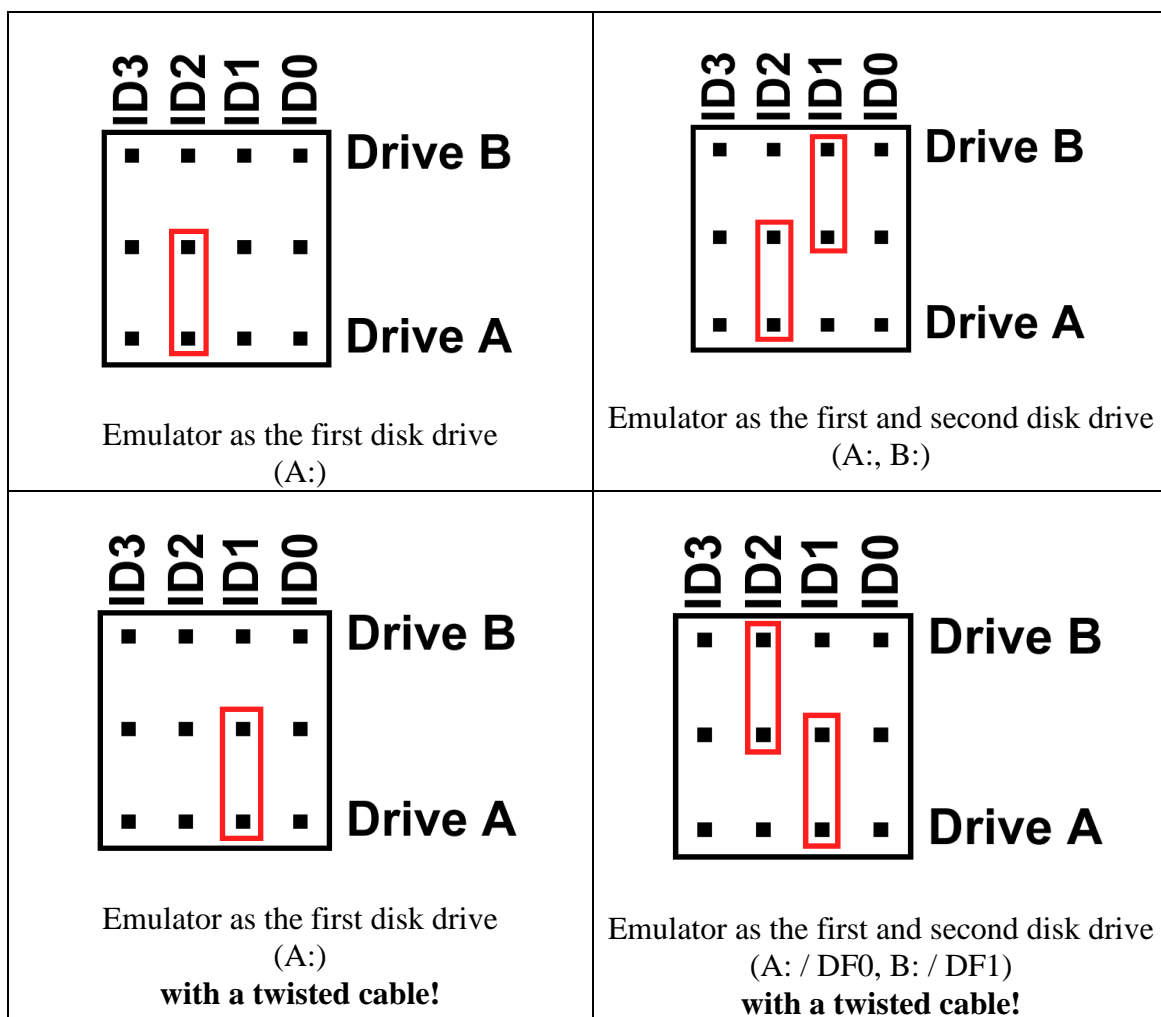 ID3 ID2 ID1 ID0
Drive B
Drive A
Emulator as the first disk drive
(A:)
ID3 ID2 ID1 ID0
Drive B
Drive A
Emulator as the first and second disk drive
(A:, B:)
ID3 ID2 ID1 ID0
Drive B
Drive A
Emulator as the first disk drive
(A:)
with a twisted cable!
ID3 ID2 ID1 ID0
Drive B
Drive A
Emulator as the first and second disk drive
(A: / DF0, B: / DF1)
with a twisted cable!